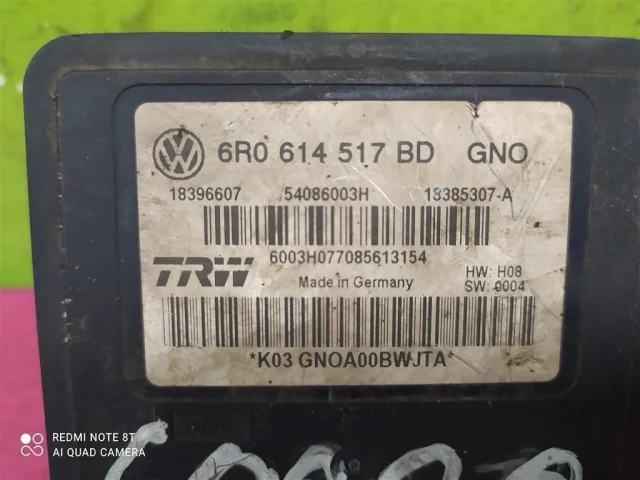 6R0 614 517 BD GNO
18396607 54086003H 13385307-A
6003H077085613154
TRW Made in Germany HW: H08
SW: 0004
*K03 GNOA00BWJTA*
REDMI NOTE 8T
AI QUAD CAMERA